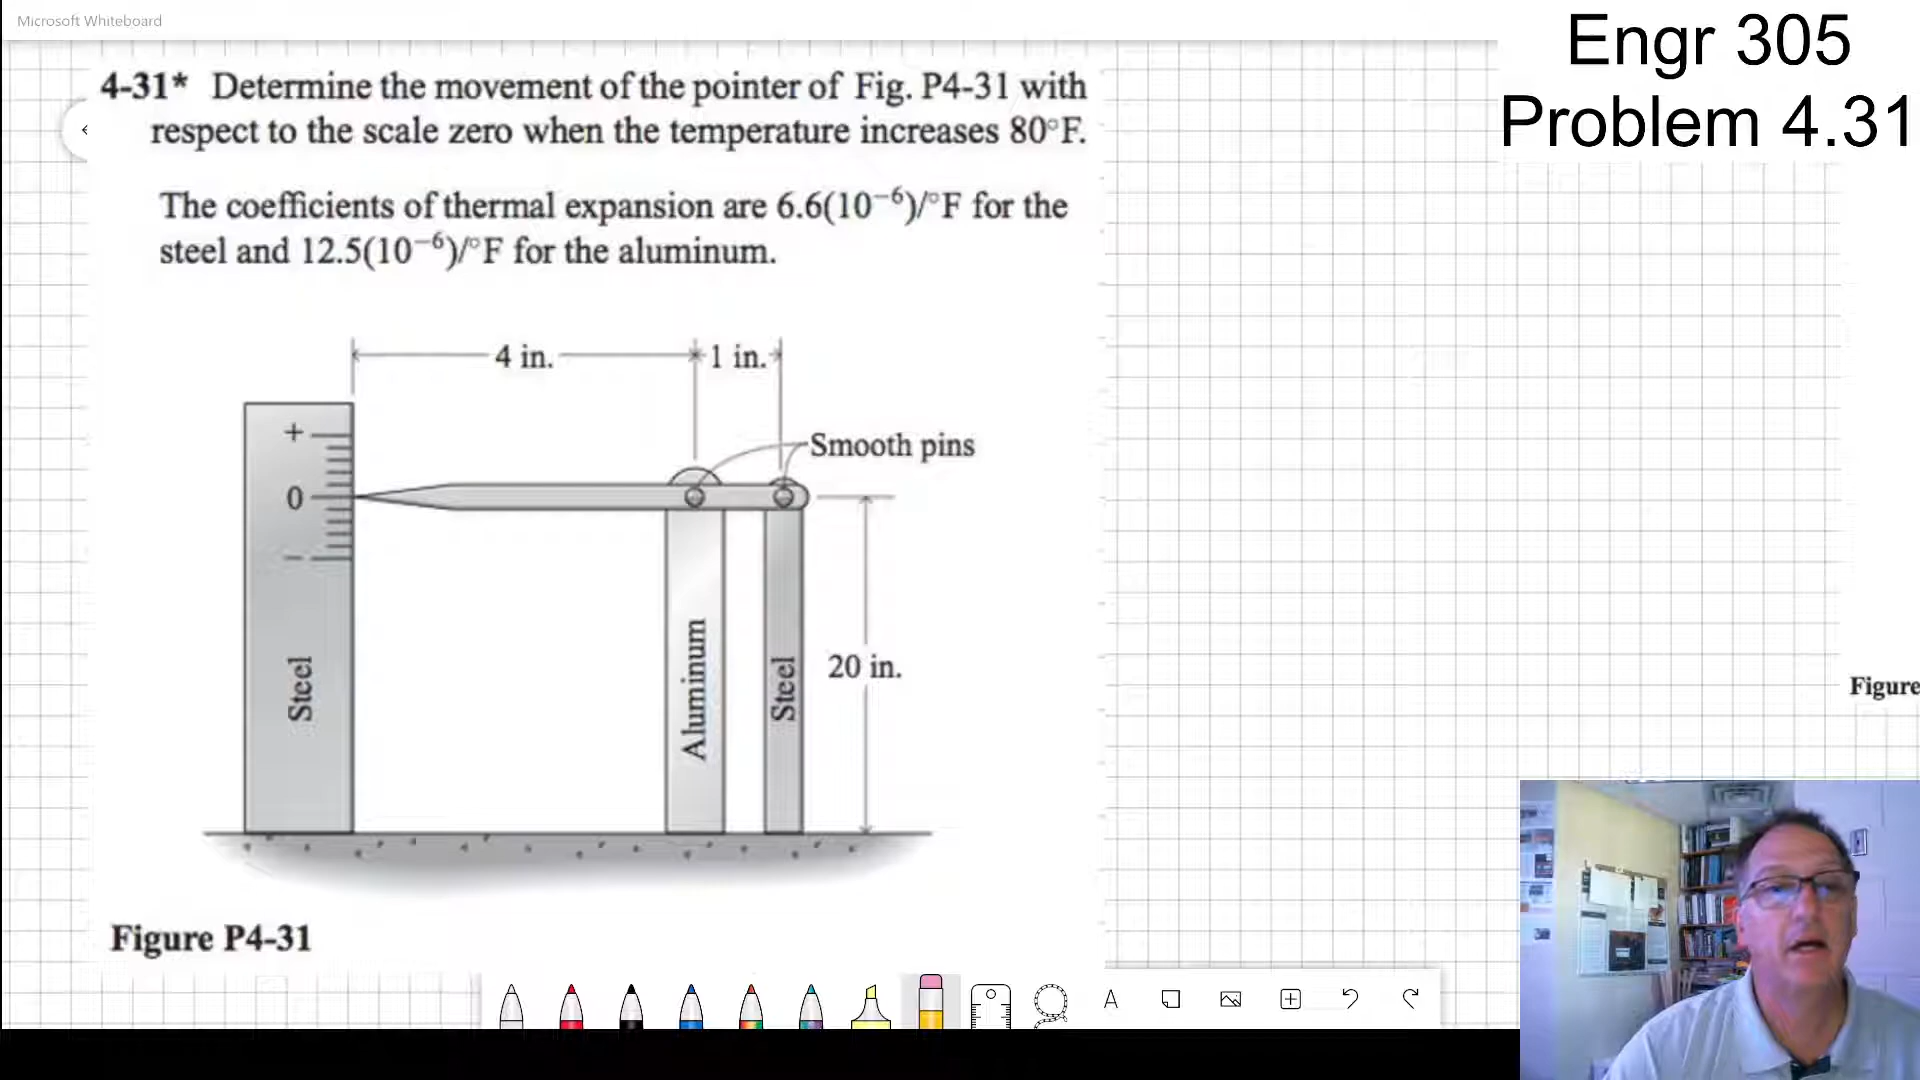 Microsoft Whiteboard
Engr 305
Problem 4.31
4-31* Determine the movement of the pointer of Fig. P4-31 with
respect to the scale zero when the temperature increases 80°F.
The coefficients of thermal expansion are 6.6(10⁻⁶)/°F for the
steel and 12.5(10⁻⁶)/°F for the aluminum.
4 in.
1 in.
+
Smooth pins
0
−
Steel
Aluminum
Steel
20 in.
Figure
Figure P4-31
A